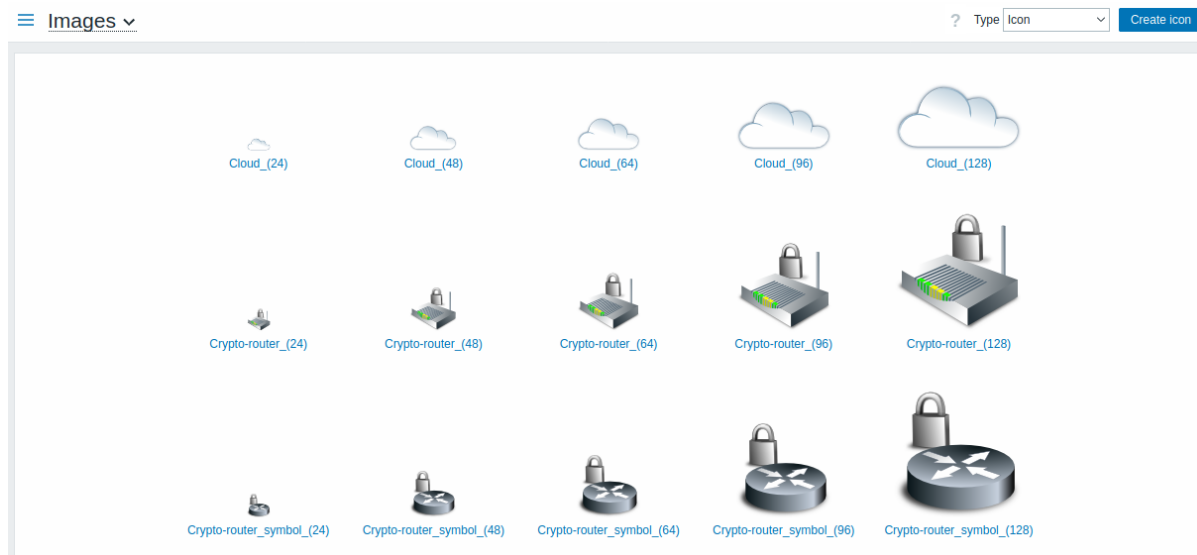 Images
? Type Icon Create icon
Cloud_(24) Cloud_(48) Cloud_(64) Cloud_(96) Cloud_(128)
Crypto-router_(24) Crypto-router_(48) Crypto-router_(64) Crypto-router_(96) Crypto-router_(128)
Crypto-router_symbol_(24) Crypto-router_symbol_(48) Crypto-router_symbol_(64) Crypto-router_symbol_(96) Crypto-router_symbol_(128)